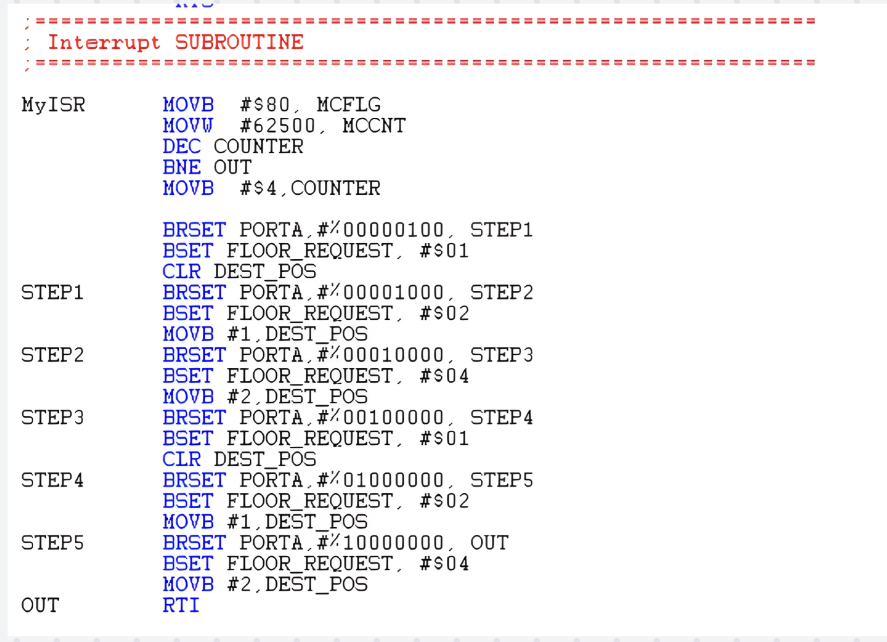 ;=============================================================
; Interrupt SUBROUTINE
;=============================================================
MyISR MOVB #$80, MCFLG
MOVW #62500, MCCNT
DEC COUNTER
BNE OUT
MOVB #$4,COUNTER
BRSET PORTA,#%00000100, STEP1
BSET FLOOR_REQUEST, #$01
CLR DEST_POS
STEP1 BRSET PORTA,#%00001000, STEP2
BSET FLOOR_REQUEST, #$02
MOVB #1,DEST_POS
STEP2 BRSET PORTA,#%00010000, STEP3
BSET FLOOR_REQUEST, #$04
MOVB #2,DEST_POS
STEP3 BRSET PORTA,#%00100000, STEP4
BSET FLOOR_REQUEST, #$01
CLR DEST_POS
STEP4 BRSET PORTA,#%01000000, STEP5
BSET FLOOR_REQUEST, #$02
MOVB #1,DEST_POS
STEP5 BRSET PORTA,#%10000000, OUT
BSET FLOOR_REQUEST, #$04
MOVB #2,DEST_POS
OUT RTI